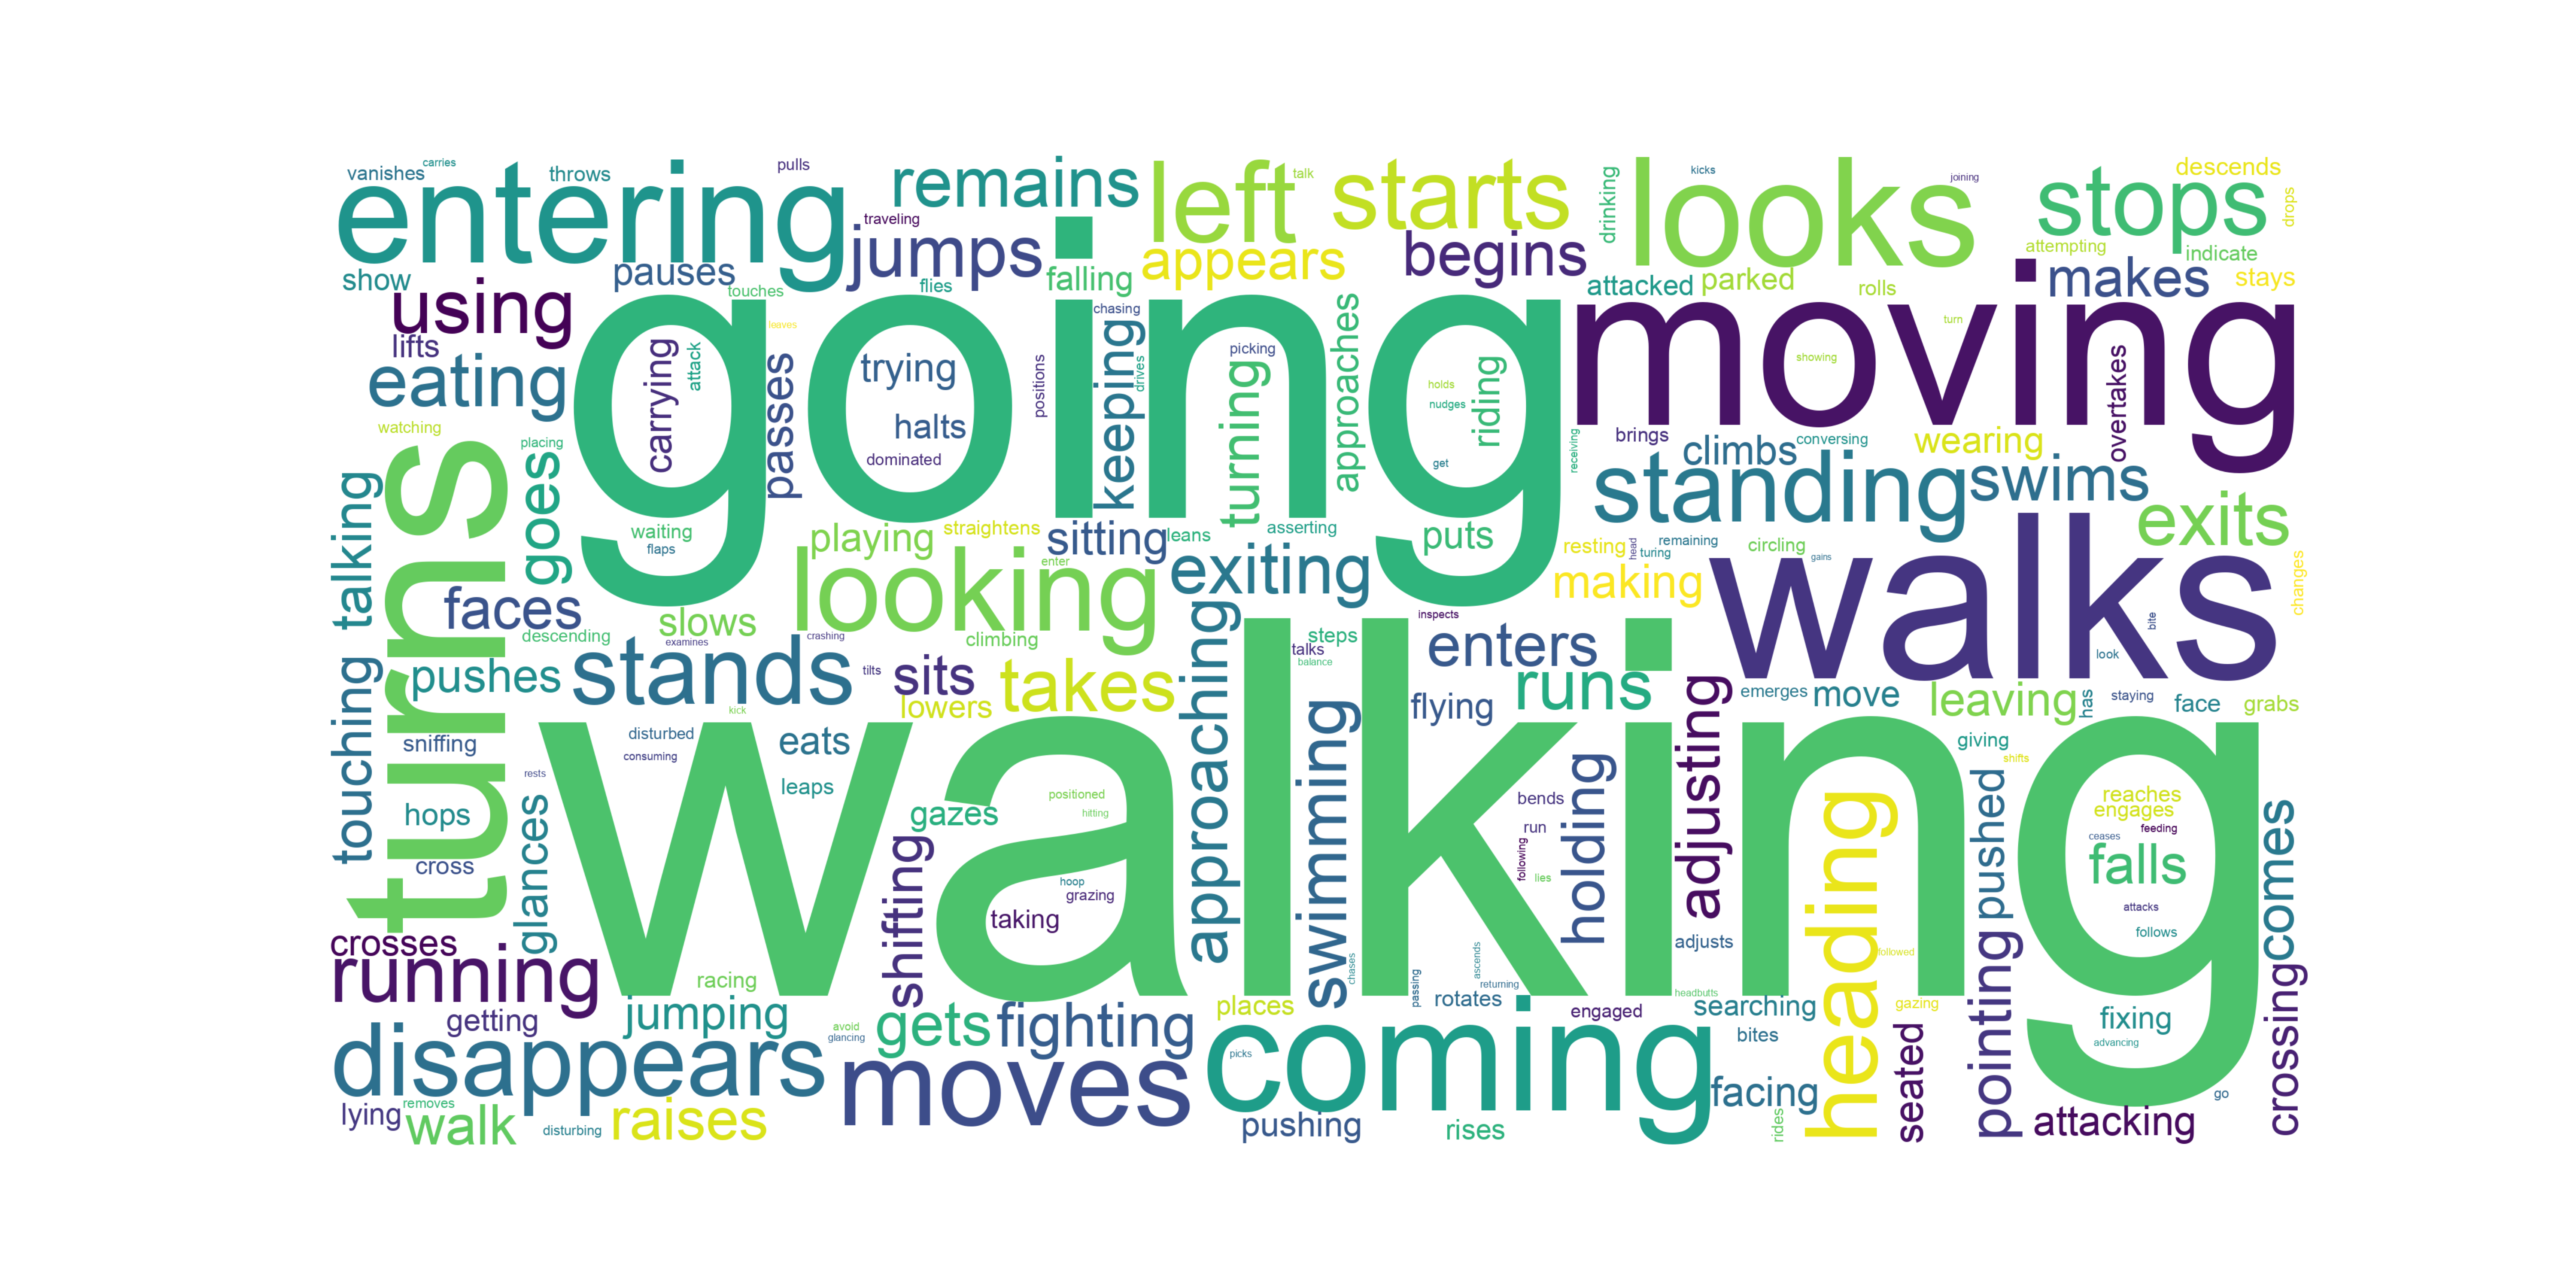 vanishes
carries
throws
pulls
entering
remains
left
talk
starts
drinking
looks
kicks
joining
stops
descends
drops
traveling
jumps
show
pauses
touches
flies
falling
appears
begins
attacked
parked
rolls
attempting
indicate
makes
stays
using
lifts
eating
watching
going
carrying
attack
leaves
passes
trying
halts
dominated
positions
chasing
keeping
drives
picking
turning
approaches
holds
nudges
riding
get
moving
turn
showing
overtakes
receiving
brings
climbs
conversing
wearing
standing
swims
exits
talking
turns
placing
goes
waiting
flaps
playing
straightens
sitting
leans
asserting
puts
resting
head
turing
remaining
circling
gains
walks
bite
look
changes
faces
descending
slows
looking
enter
exiting
making
examines
crashing
climbing
inspects
steps
talks
balance
enters
runs
touching
pushes
stands
tilts
sits
lowers
takes
approaching
flying
emerges
move
leaving
has
staying
face
grabs
kick
walking
sniffing
disturbed
consuming
eats
rests
leaps
hops
glances
cross
gazes
positioned
hitting
hoop
grazing
taking
shifting
swimming
chases
bends
run
following
lies
holding
adjusting
adjusts
heading
followed
giving
shifts
pushed
pointing
reaches
engages
feeding
ceases
falls
attacks
follows
comes
crosses
running
racing
passing
ascends
returning
rotates
headbutts
getting
jumping
avoid
glancing
gets
fighting
places
engaged
searching
bites
gazing
fixing
advancing
crossing
disappears
moves
picks
coming
facing
seated
lying
removes
walk
disturbing
raises
pushing
rises
rides
attacking
go